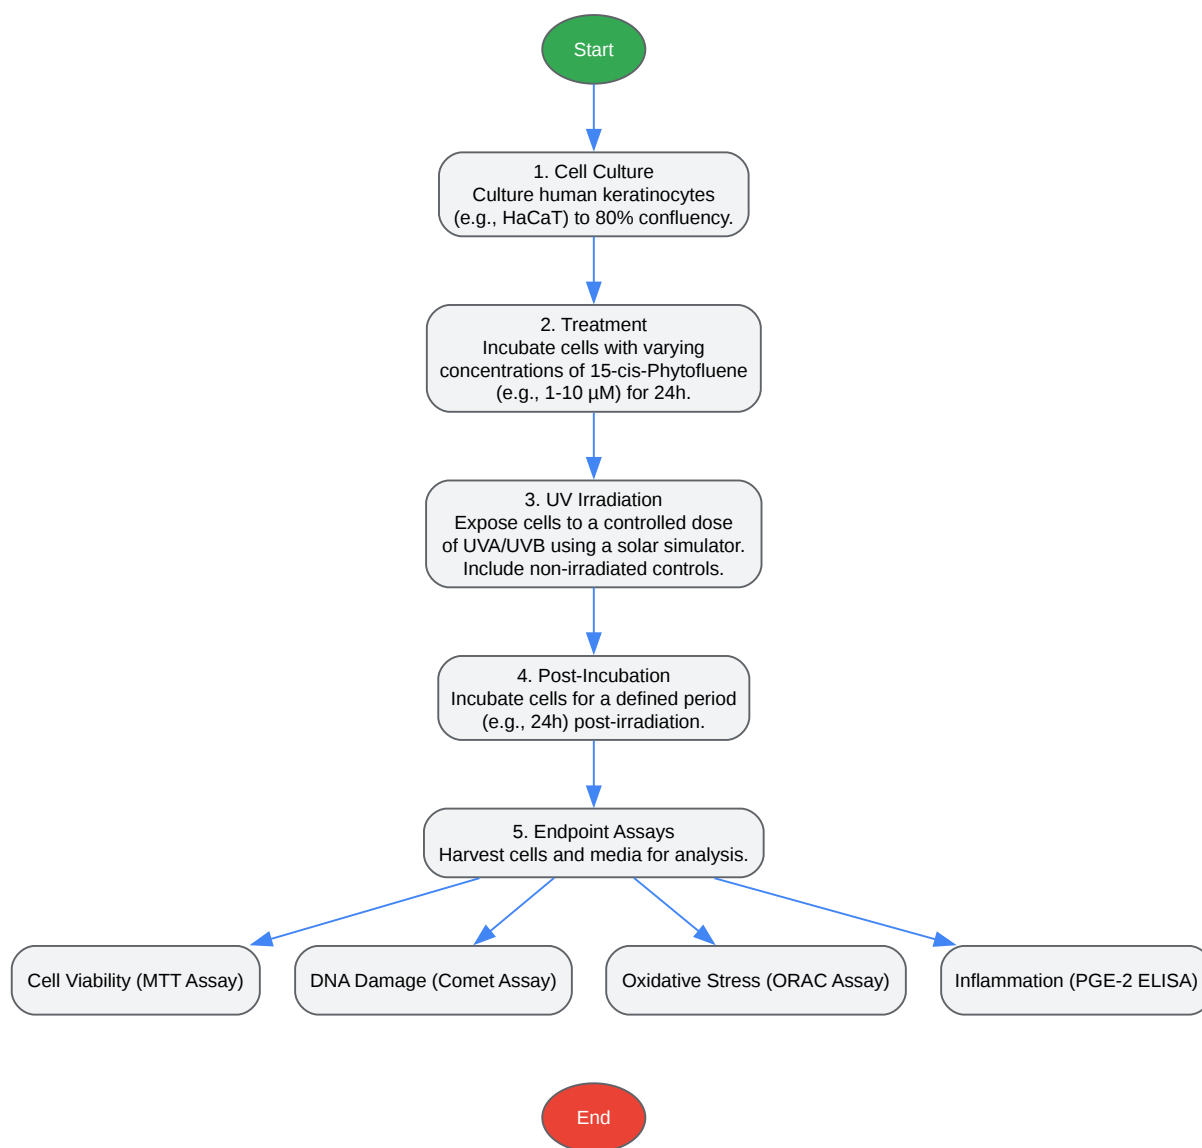 Start
1. Cell Culture
Culture human keratinocytes
(e.g., HaCaT) to 80% confluency.
2. Treatment
Incubate cells with varying
concentrations of 15-cis-Phytofluene
(e.g., 1-10 µM) for 24h.
3. UV Irradiation
Expose cells to a controlled dose
of UVA/UVB using a solar simulator.
Include non-irradiated controls.
4. Post-Incubation
Incubate cells for a defined period
(e.g., 24h) post-irradiation.
5. Endpoint Assays
Harvest cells and media for analysis.
Cell Viability (MTT Assay)
DNA Damage (Comet Assay)
Oxidative Stress (ORAC Assay)
Inflammation (PGE-2 ELISA)
End